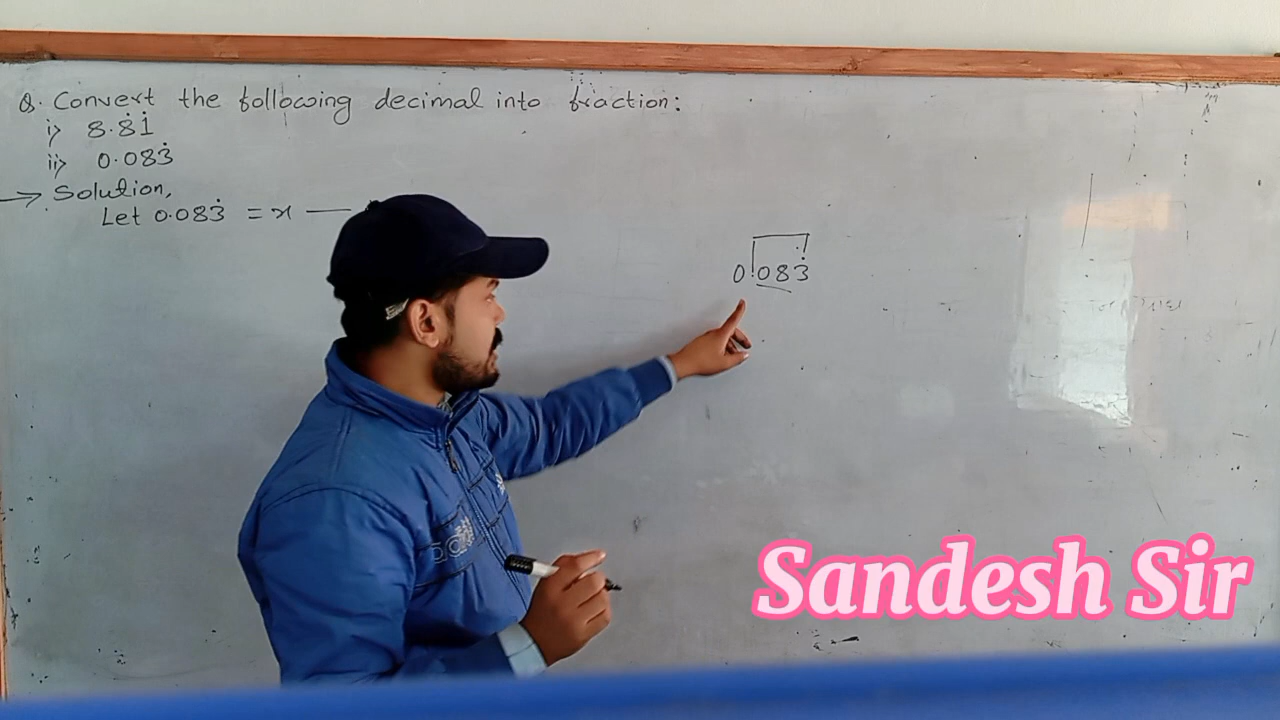 Q. Convert the following decimal into fraction:
i> 8.8̇1̇
ii> 0.083̇
→ Solution,
Let 0.083̇ = x —
0.083̇
Sandesh Sir